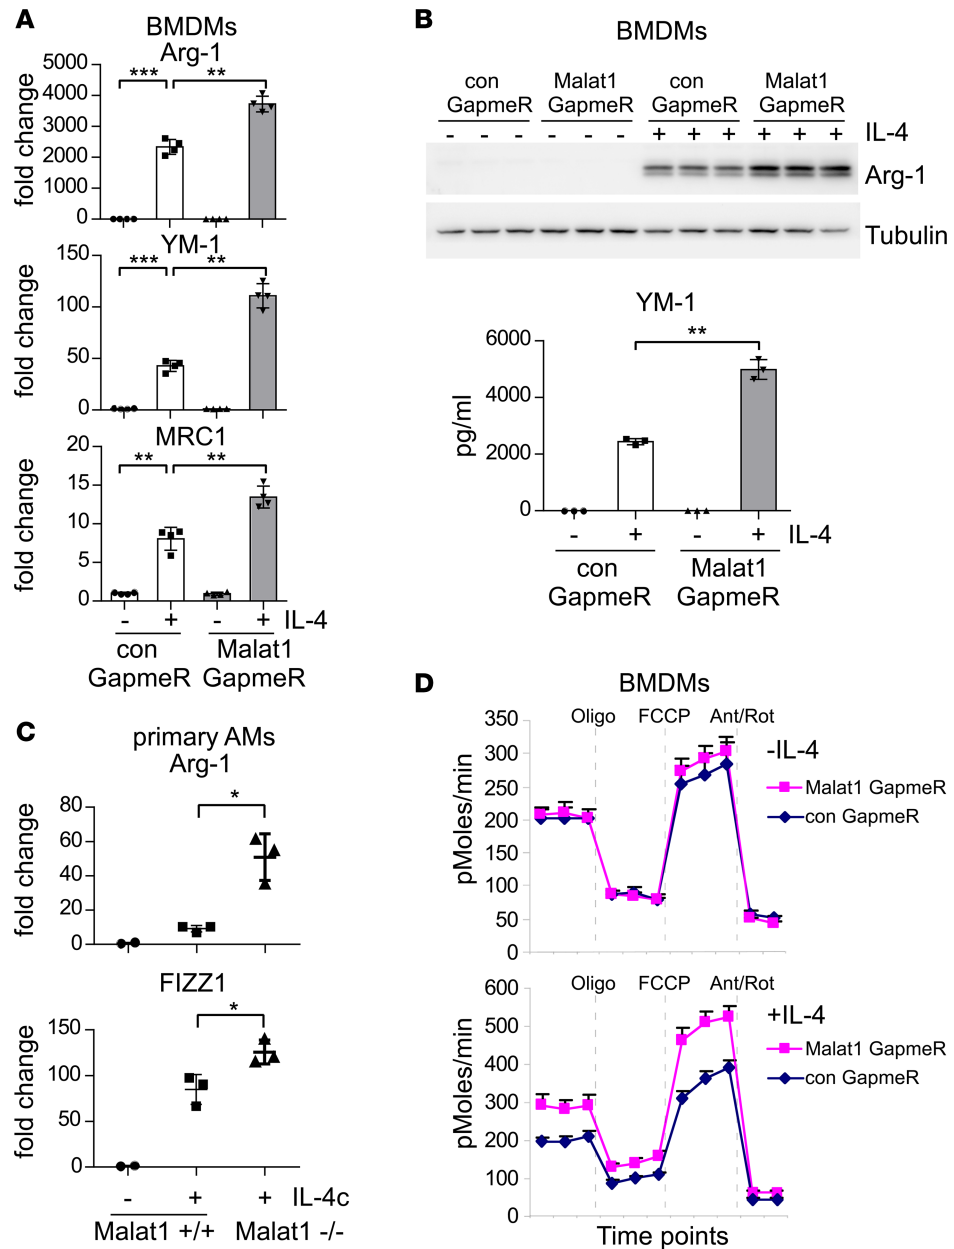 A
BMDMs
Arg-1
fold change
5000
4000
3000
2000
1000
0
*** **
YM-1
fold change
150
100
50
0
*** **
MRC1
fold change
20
15
10
5
0
** **
- + - + IL-4
con Malat1
GapmeR GapmeR
B
BMDMs
con Malat1 con Malat1
GapmeR GapmeR GapmeR GapmeR
- - - - - - + + + + + + IL-4
Arg-1
Tubulin
YM-1
pg/ml
6000
4000
2000
0
**
- + - + IL-4
con Malat1
GapmeR GapmeR
C
primary AMs
Arg-1
fold change
80
60
40
20
0
*
FIZZ1
fold change
150
100
50
0
*
- + + IL-4c
Malat1 +/+ Malat1 -/-
D
BMDMs
Oligo FCCP Ant/Rot
pMoles/min
350
300
250
200
150
100
50
0
-IL-4
Malat1 GapmeR
con GapmeR
Oligo FCCP Ant/Rot
pMoles/min
600
500
400
300
200
100
0
+IL-4
Malat1 GapmeR
con GapmeR
Time points